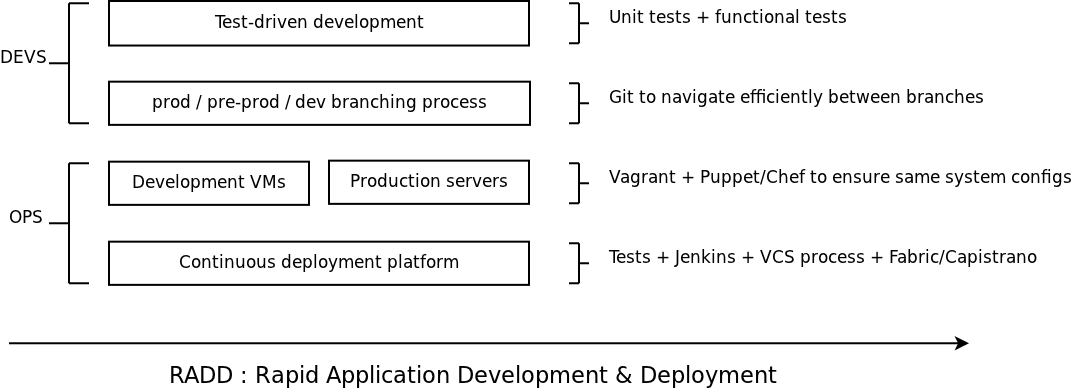 Test-driven development
Unit tests + functional tests
DEVS
prod / pre-prod / dev branching process
Git to navigate efficiently between branches
Development VMs
Production servers
Vagrant + Puppet/Chef to ensure same system configs
OPS
Continuous deployment platform
Tests + Jenkins + VCS process + Fabric/Capistrano
RADD : Rapid Application Development & Deployment